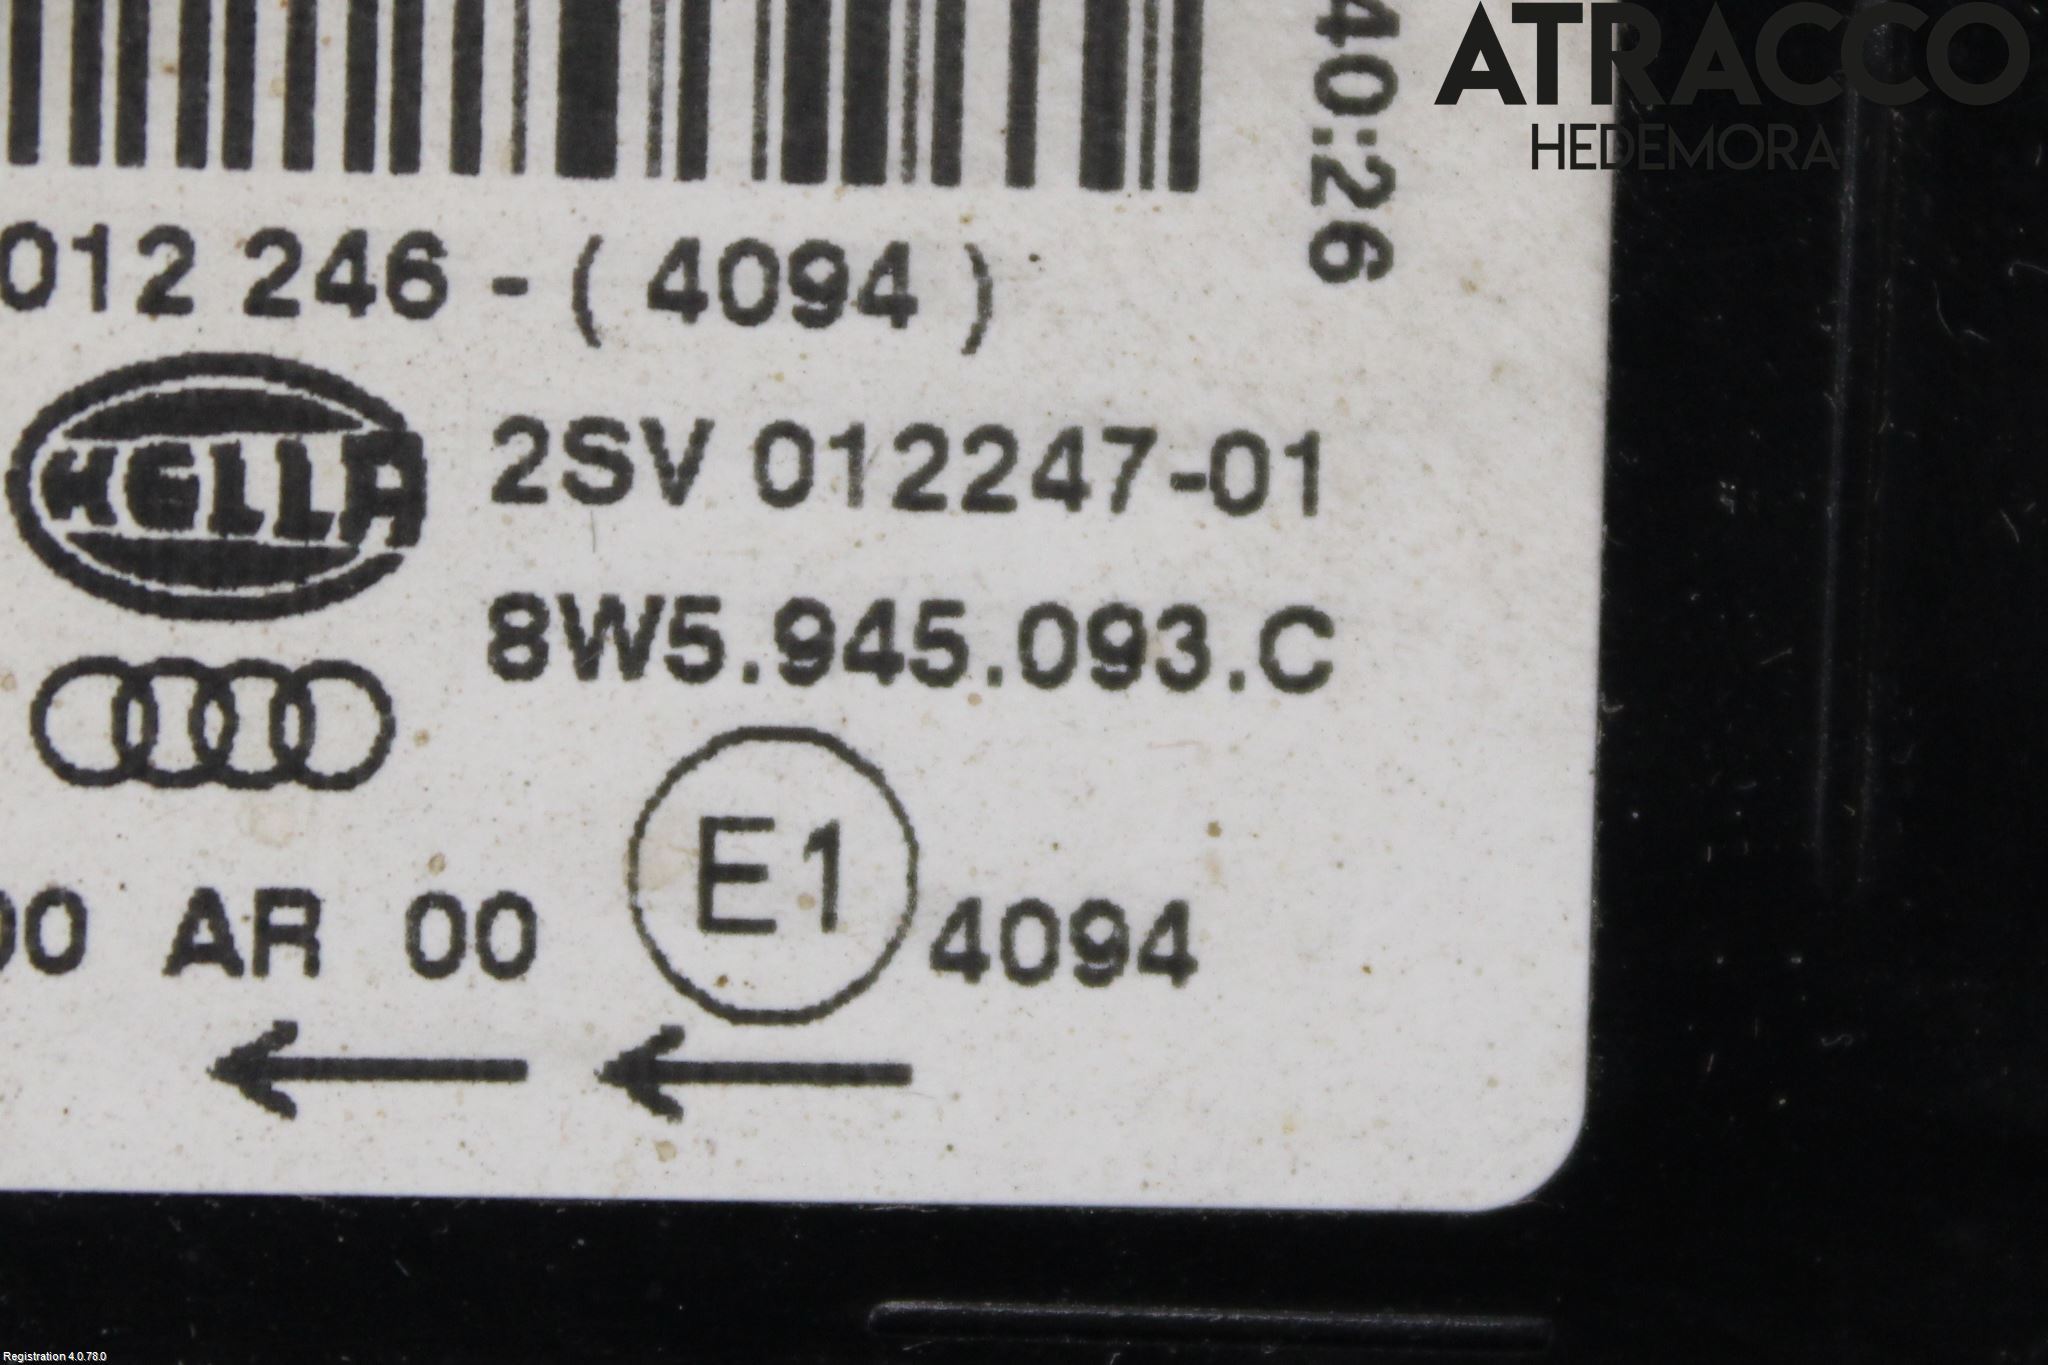 ATRACCO
HEDEMORA
40:26
012 246 - ( 4094 )
HELLA
2SV 012247-01
8W5.945.093.C
E1
00 AR 00
4094
Registration 4.0.78.0